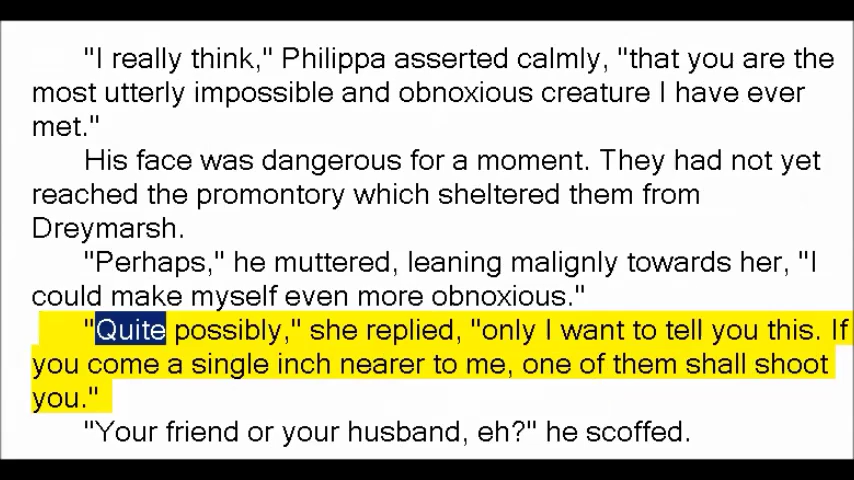 "I really think," Philippa asserted calmly, "that you are the
most utterly impossible and obnoxious creature I have ever
met."
His face was dangerous for a moment. They had not yet
reached the promontory which sheltered them from
Dreymarsh.
"Perhaps," he muttered, leaning malignly towards her, "I
could make myself even more obnoxious."
"Quite possibly," she replied, "only I want to tell you this. If
you come a single inch nearer to me, one of them shall shoot
you."
"Your friend or your husband, eh?" he scoffed.